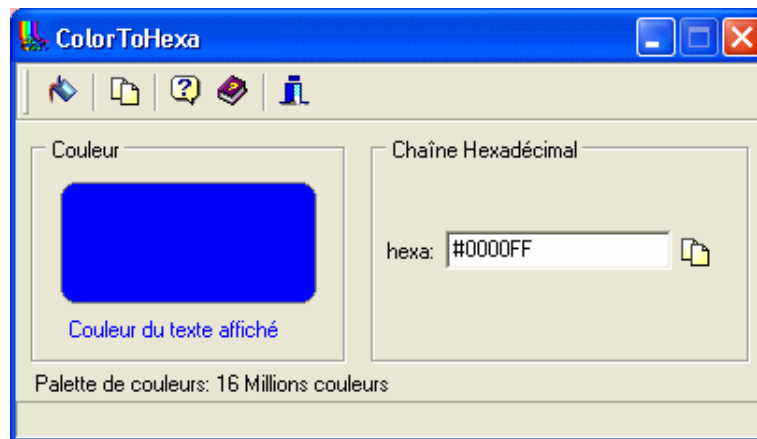 ColorToHexa
Couleur
Chaîne Hexadécimal
hexa: #0000FF
Couleur du texte affiché
Palette de couleurs: 16 Millions couleurs